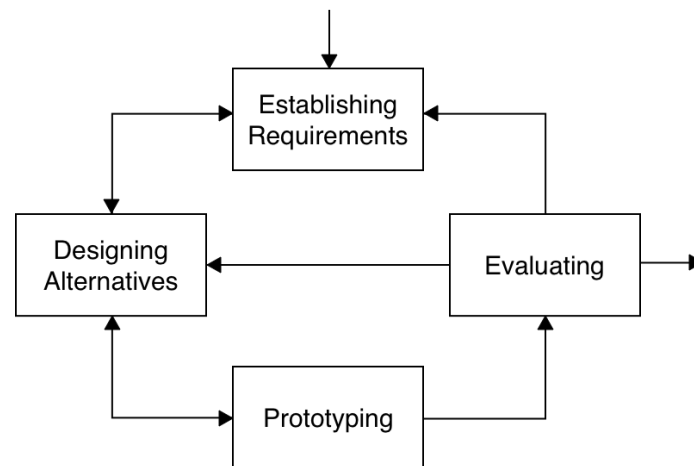 Establishing
Requirements
Designing
Alternatives
Evaluating
Prototyping